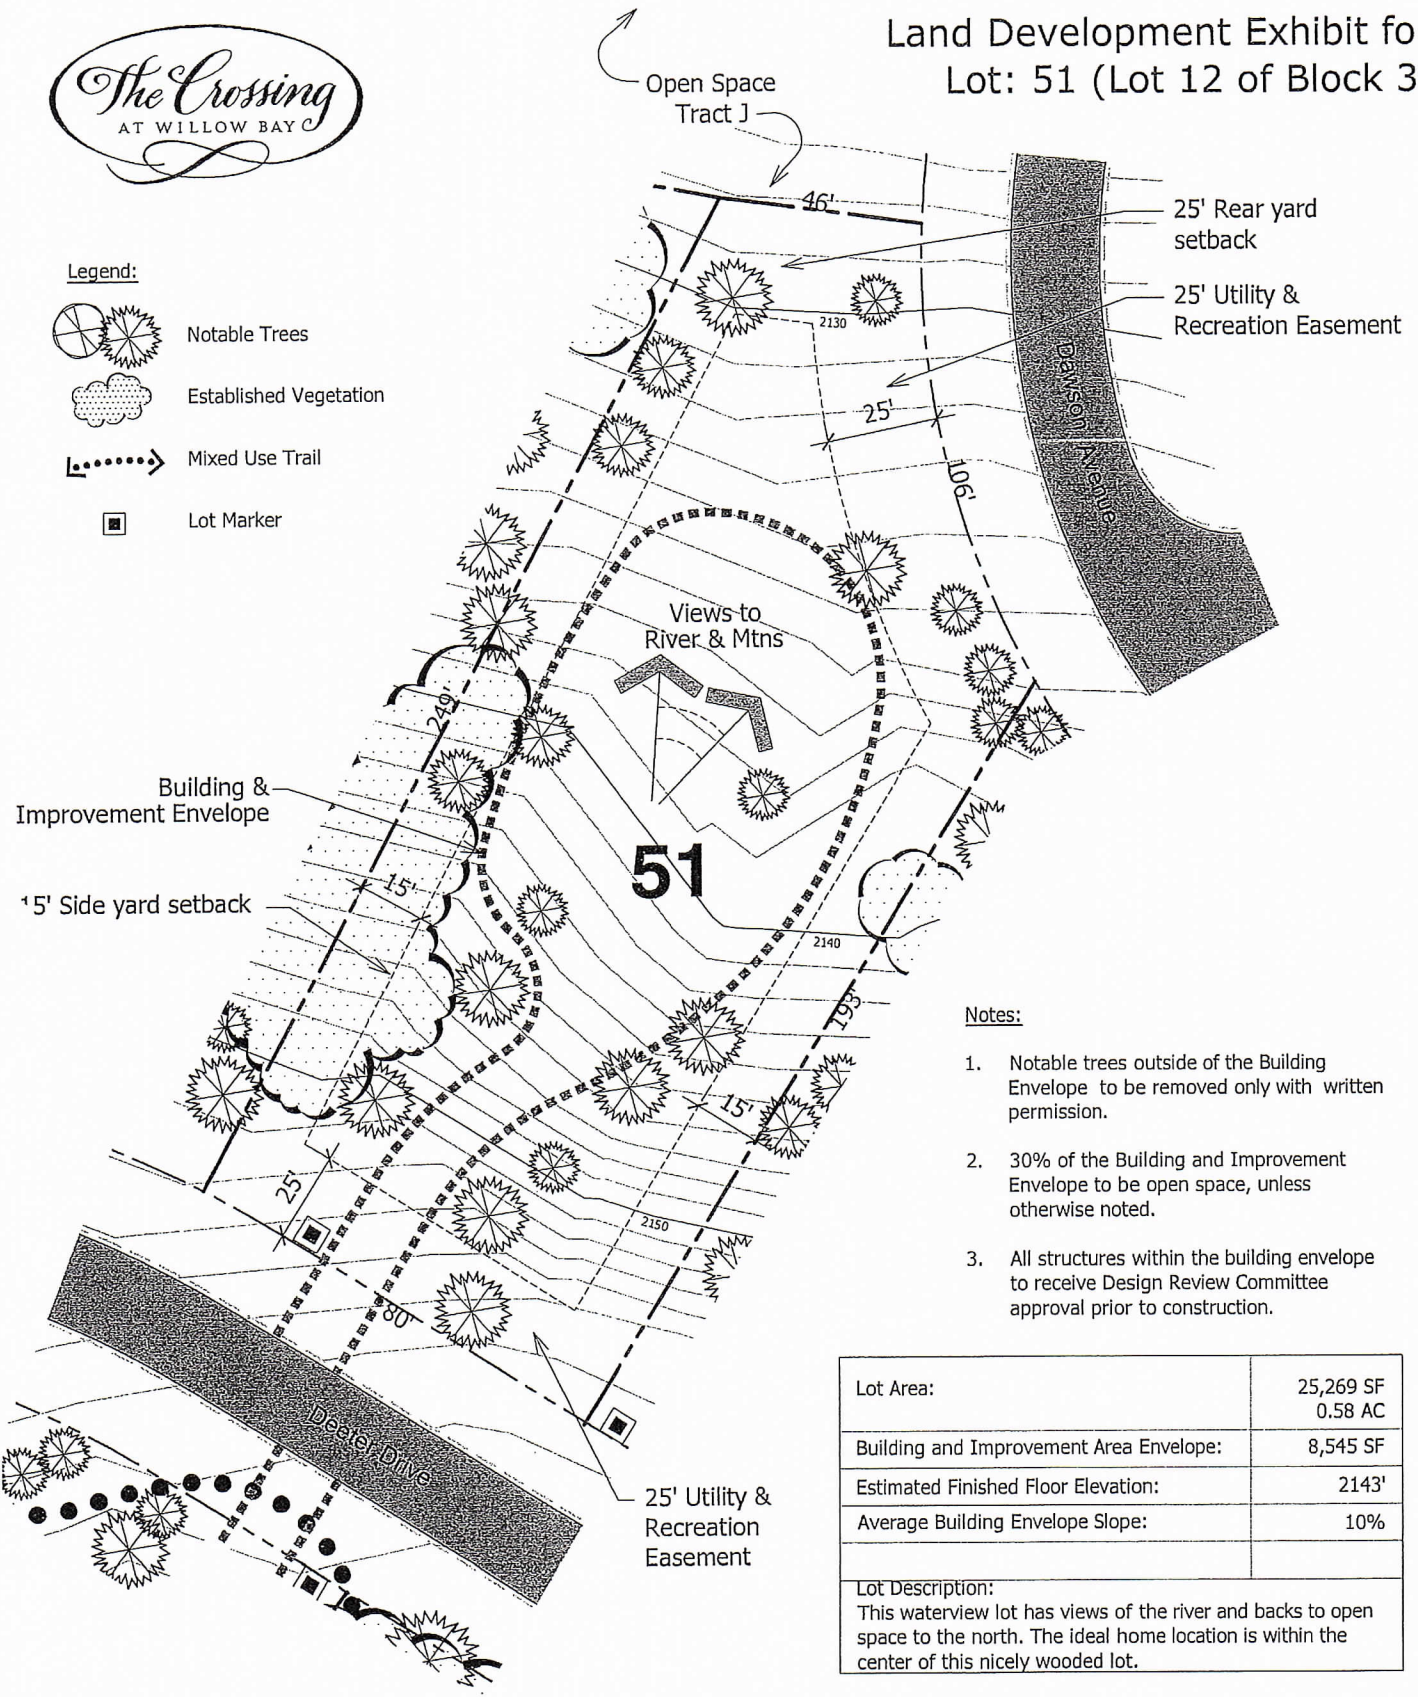 Land Development Exhibit fo
Lot: 51 (Lot 12 of Block 3
The Crossing
AT WILLOW BAY
Open Space
Tract J
46'
25' Rear yard
setback
25' Utility &
Recreation Easement
Legend:
Notable Trees
Established Vegetation
Mixed Use Trail
Lot Marker
2130
25'
106'
Dawson Avenue
Views to
River & Mtns
249'
Building &
Improvement Envelope
51
15'
5' Side yard setback
2140
193'
15'
25'
2150
80'
Deeter Drive
25' Utility &
Recreation
Easement
Notes:
1. Notable trees outside of the Building
Envelope to be removed only with written
permission.
2. 30% of the Building and Improvement
Envelope to be open space, unless
otherwise noted.
3. All structures within the building envelope
to receive Design Review Committee
approval prior to construction.
Lot Area: 25,269 SF
0.58 AC
Building and Improvement Area Envelope: 8,545 SF
Estimated Finished Floor Elevation: 2143'
Average Building Envelope Slope: 10%
Lot Description:
This waterview lot has views of the river and backs to open
space to the north. The ideal home location is within the
center of this nicely wooded lot.